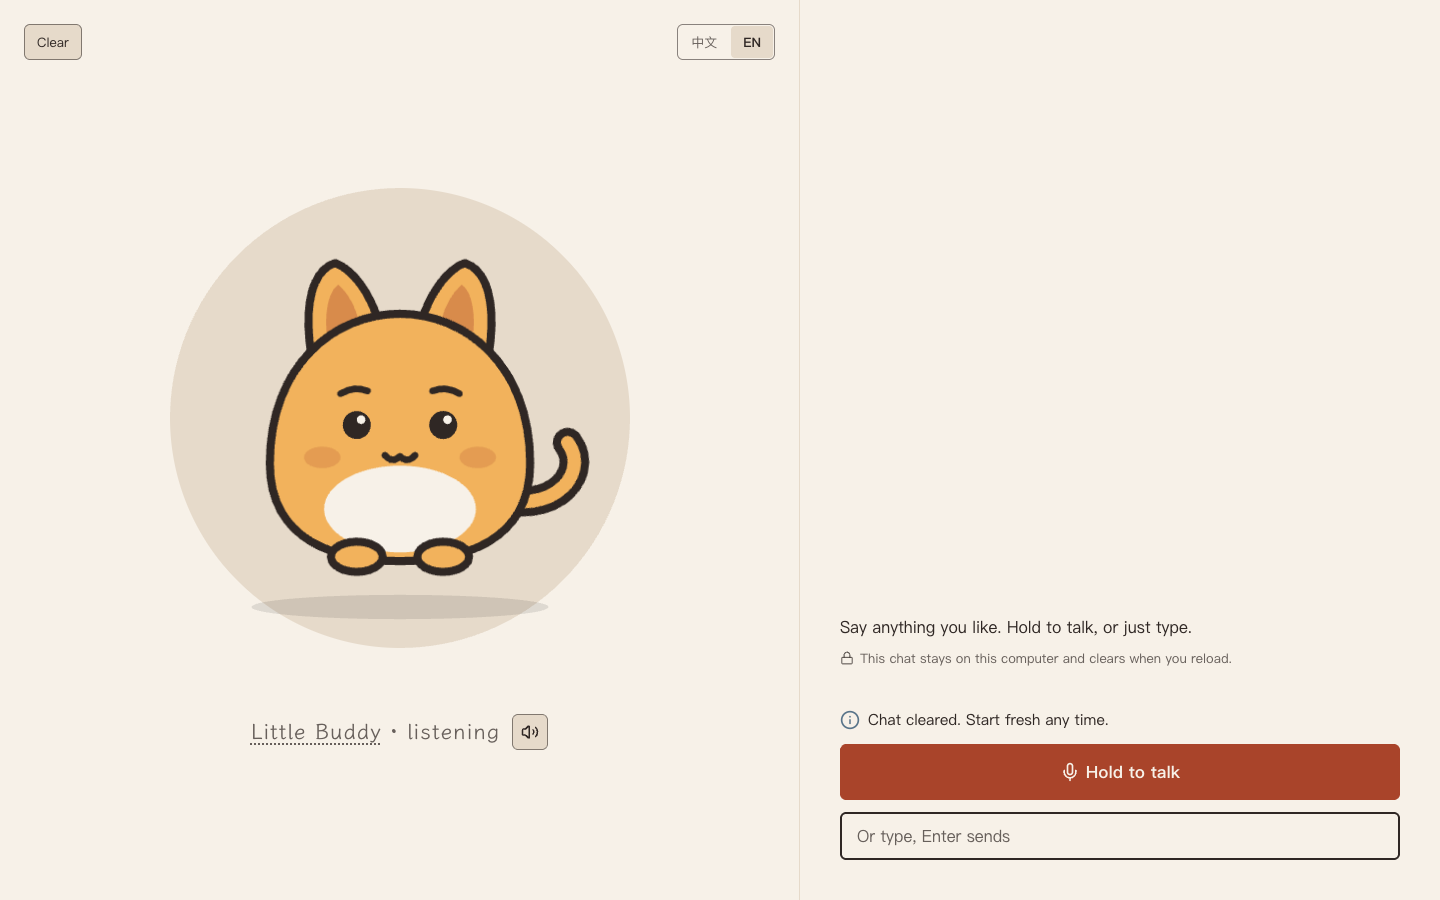 Clear
中文 EN
Little Buddy • listening
Say anything you like. Hold to talk, or just type.
This chat stays on this computer and clears when you reload.
Chat cleared. Start fresh any time.
Hold to talk
Or type, Enter sends